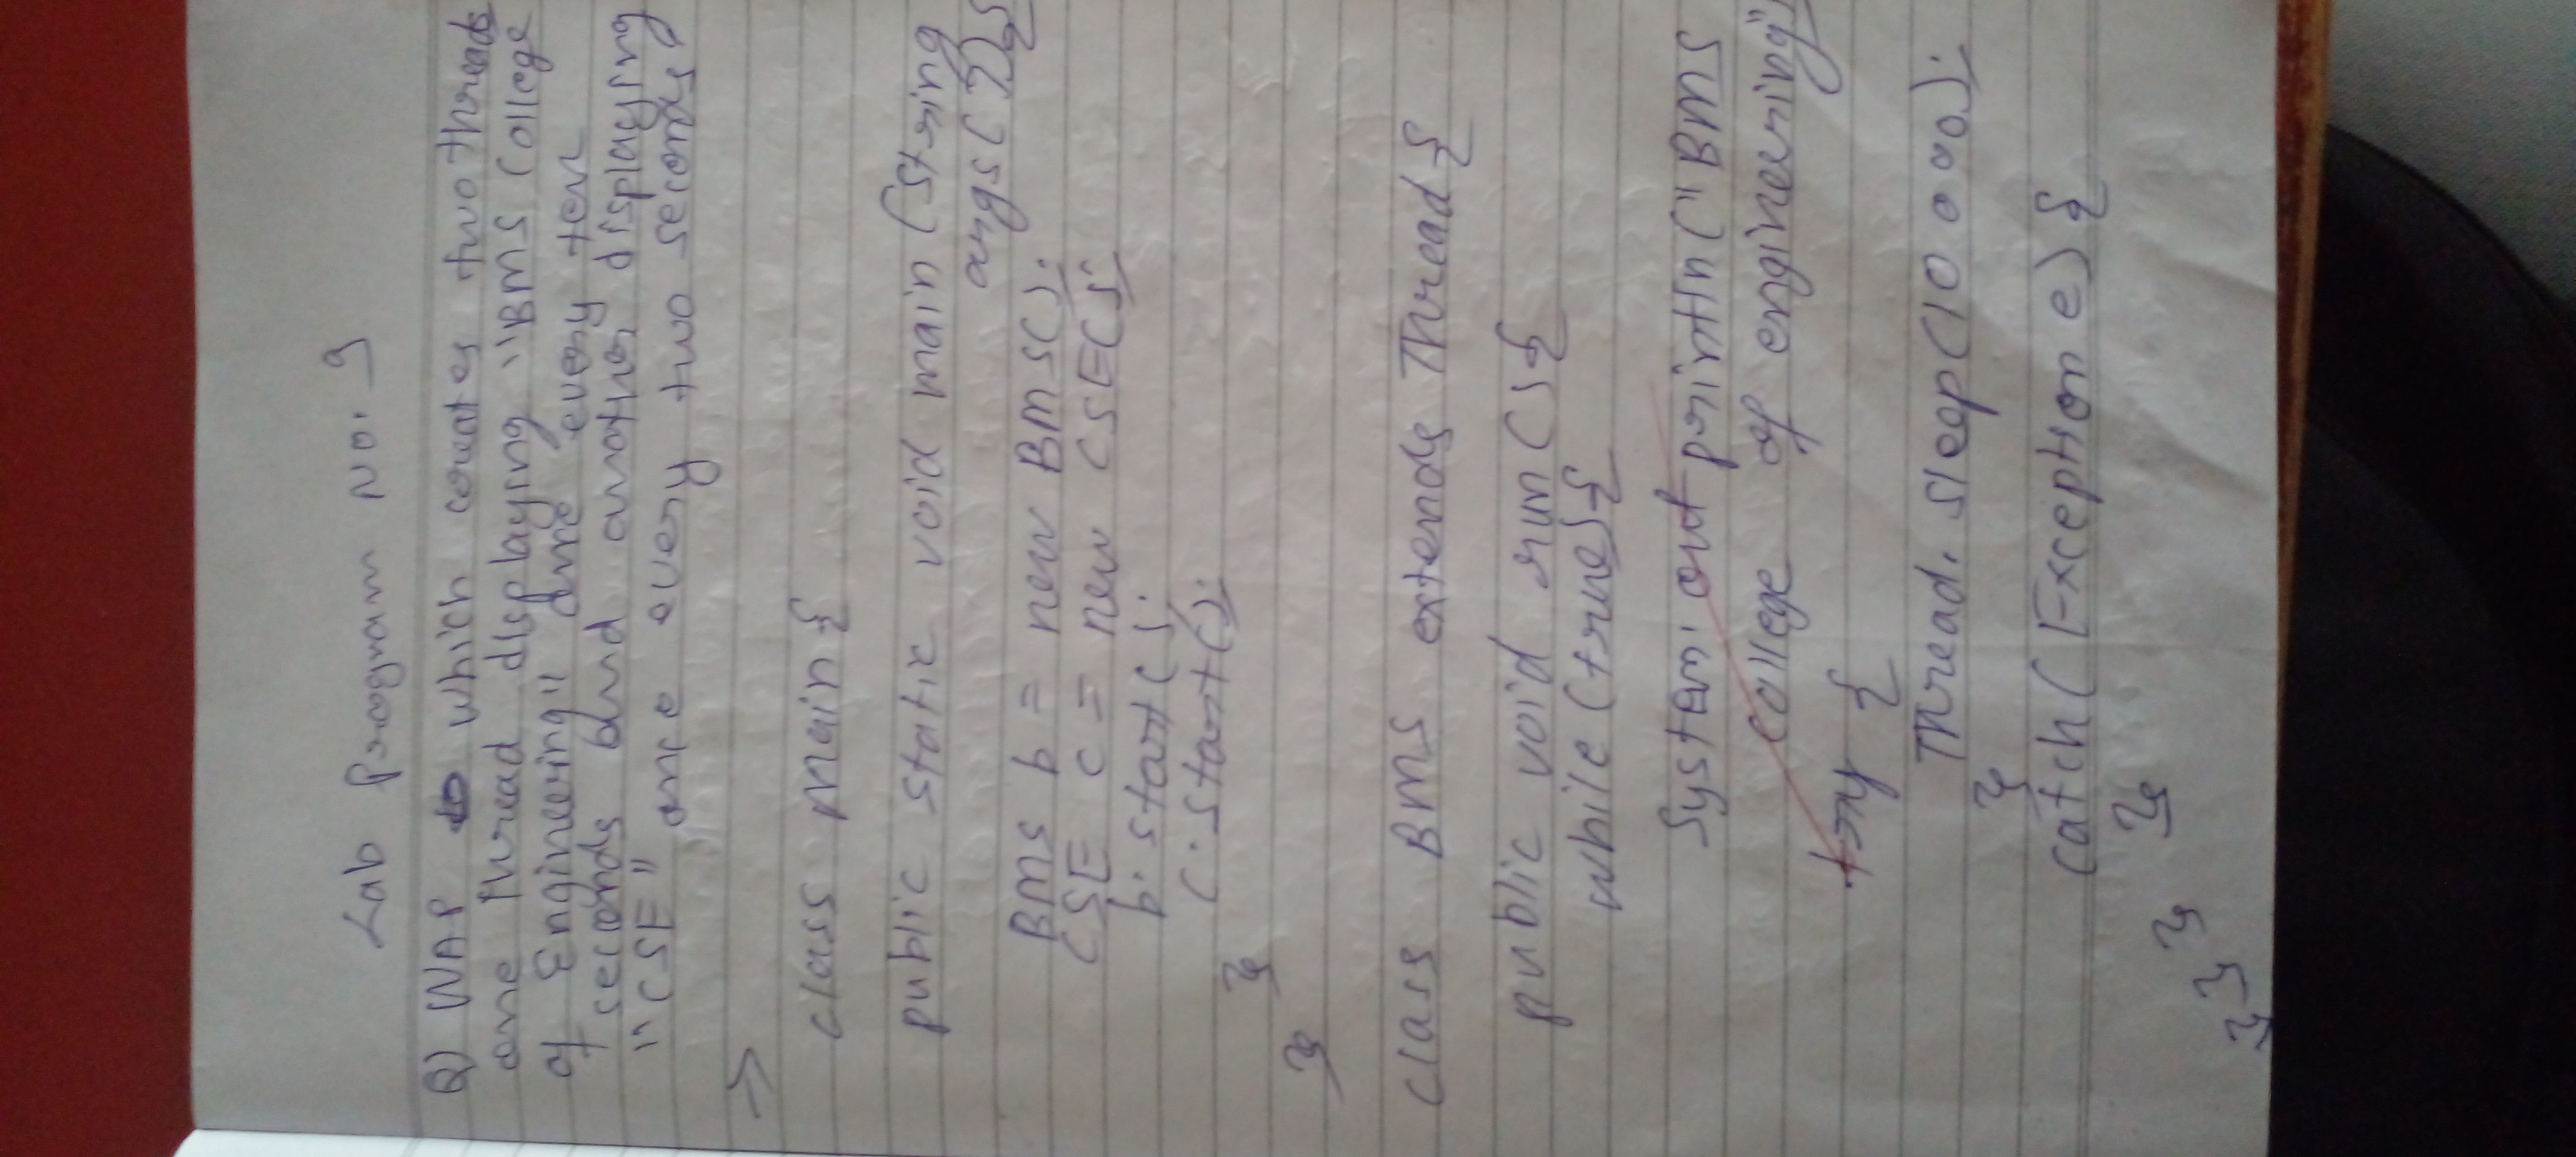 Lab Program No. 9
Q) WAP which creates two threads
one thread displaying "BMS College
of Engineering" once every ten
seconds and another displaying
"CSE" once every two seconds.
=>
class main{
public static void main (String
args[]){
BMS b = new BMS();
CSE c = new CSE();
b. start();
c. start();
}
}
class BMS extends Thread{
public void run(){
while (true){
System. out println("BMS
college of engineering")
try {
Thread. sleep(10 000);
}
catch( Exception e) {
}
}
}
}